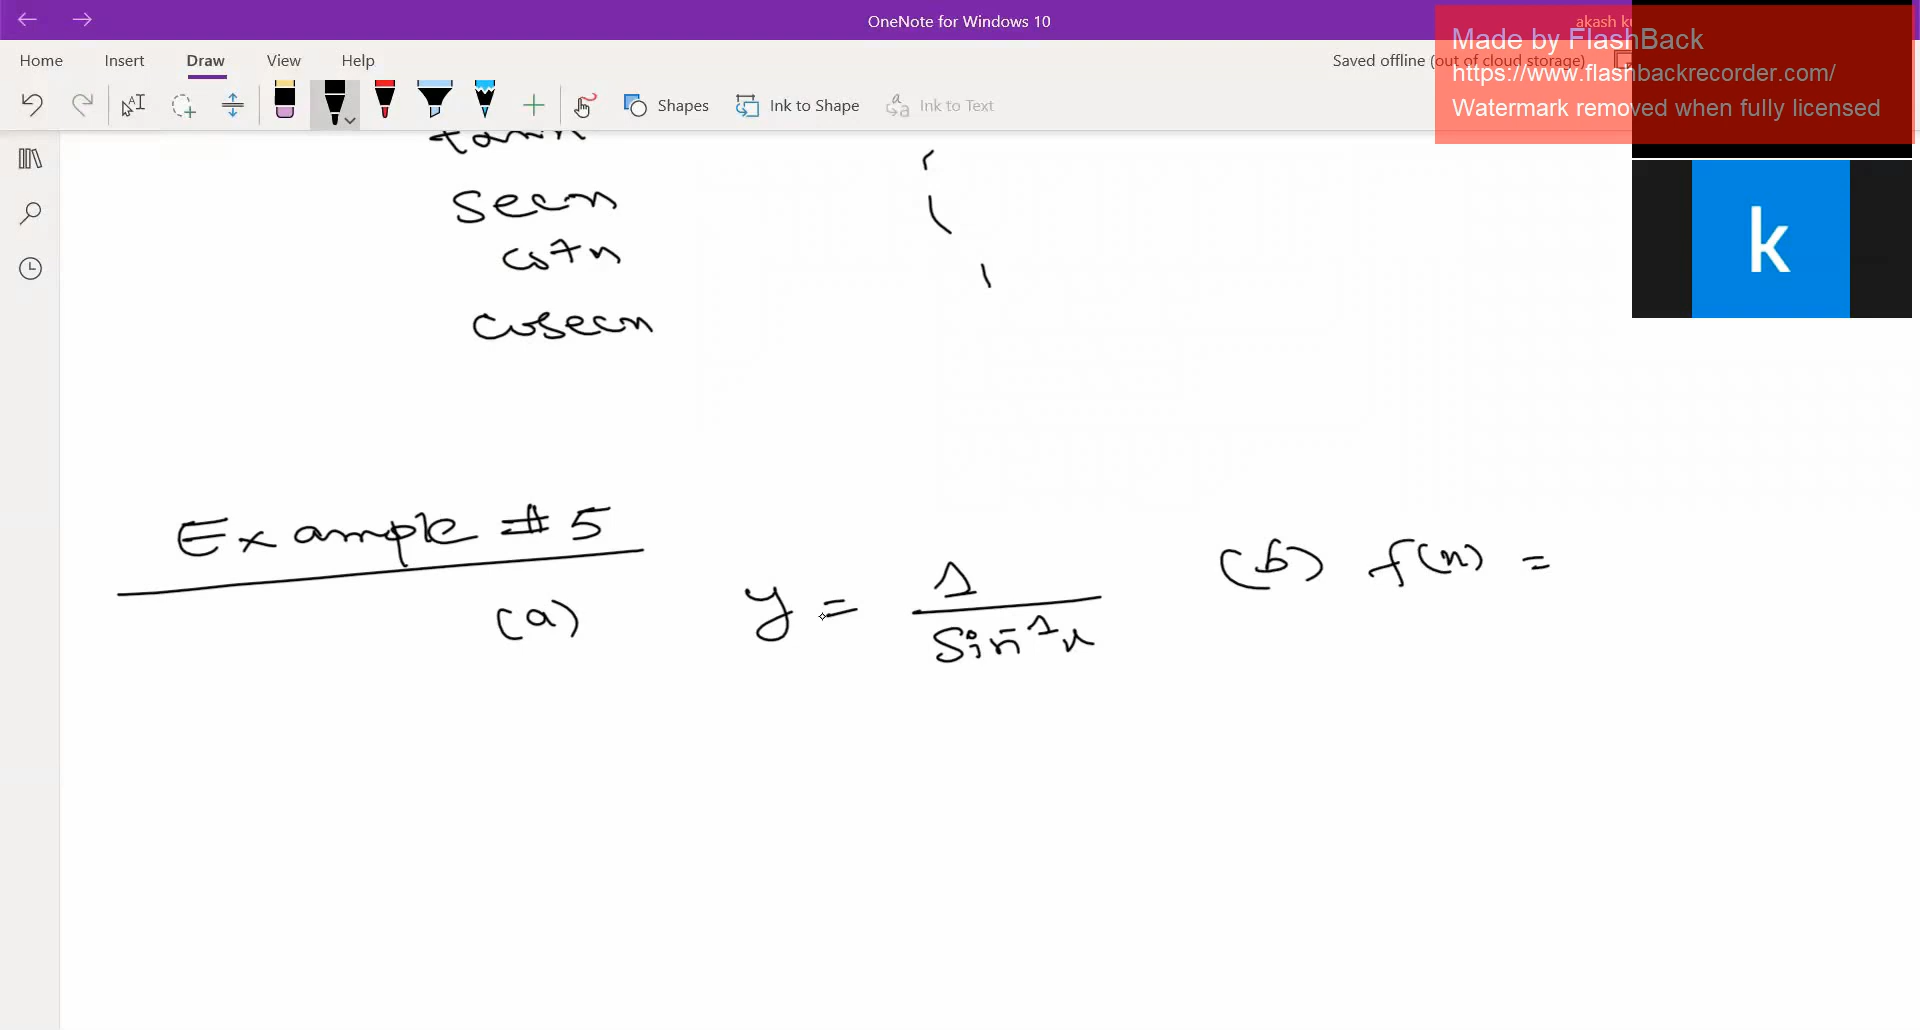 OneNote for Windows 10
akash k
Made by FlashBack
Home Insert Draw View Help
Saved offline (out of cloud storage)
https://www.flashbackrecorder.com/
Shapes Ink to Shape Ink to Text
Watermark removed when fully licensed
tanx
secx
cotx
cosecx
k
Example # 5
(a) y = 1 / sin⁻¹x
(b) f(x) =